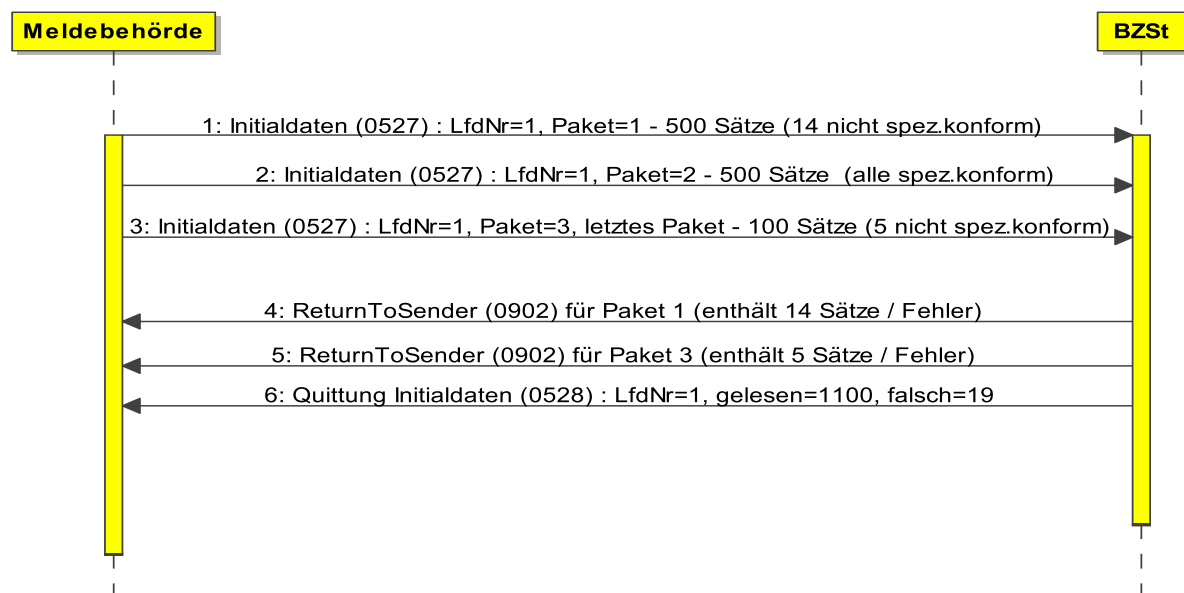 Meldebehörde
BZSt
1: Initialdaten (0527) : LfdNr=1, Paket=1 - 500 Sätze (14 nicht spez.konform)
2: Initialdaten (0527) : LfdNr=1, Paket=2 - 500 Sätze (alle spez.konform)
3: Initialdaten (0527) : LfdNr=1, Paket=3, letztes Paket - 100 Sätze (5 nicht spez.konform)
4: ReturnToSender (0902) für Paket 1 (enthält 14 Sätze / Fehler)
5: ReturnToSender (0902) für Paket 3 (enthält 5 Sätze / Fehler)
6: Quittung Initialdaten (0528) : LfdNr=1, gelesen=1100, falsch=19